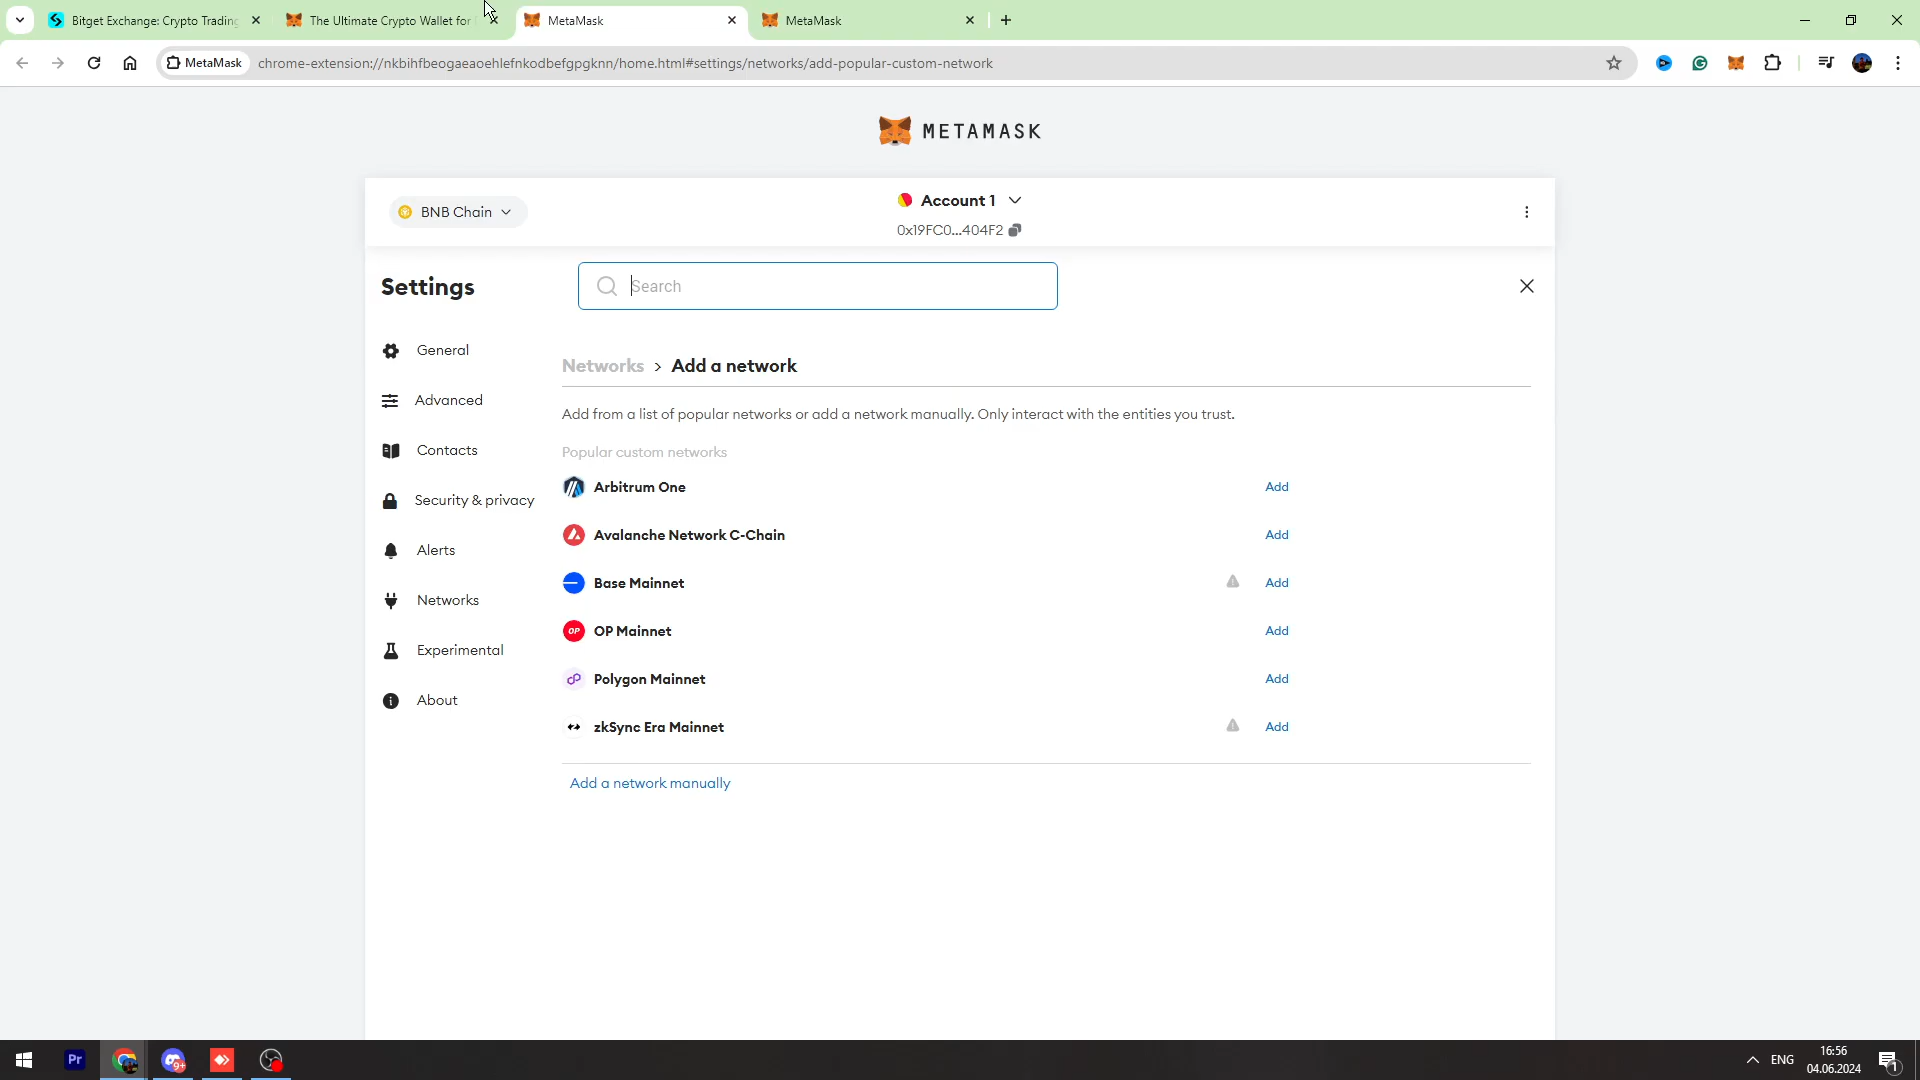 Bitget Exchange: Crypto Trading
The Ultimate Crypto Wallet for
MetaMask
MetaMask
MetaMask
chrome-extension://nkbihfbeogaeaoehlefnkodbefgpgknn/home.html#settings/networks/add-popular-custom-network
METAMASK
BNB Chain
Account 1
0x19FC0...404F2
Settings
Search
General
Advanced
Contacts
Security & privacy
Alerts
Networks
Experimental
About
Networks > Add a network
Add from a list of popular networks or add a network manually. Only interact with the entities you trust.
Popular custom networks
Arbitrum One
Add
Avalanche Network C-Chain
Add
Base Mainnet
Add
OP
OP Mainnet
Add
Polygon Mainnet
Add
zkSync Era Mainnet
Add
Add a network manually
Pr
9+
ENG
16:56
04.06.2024
1